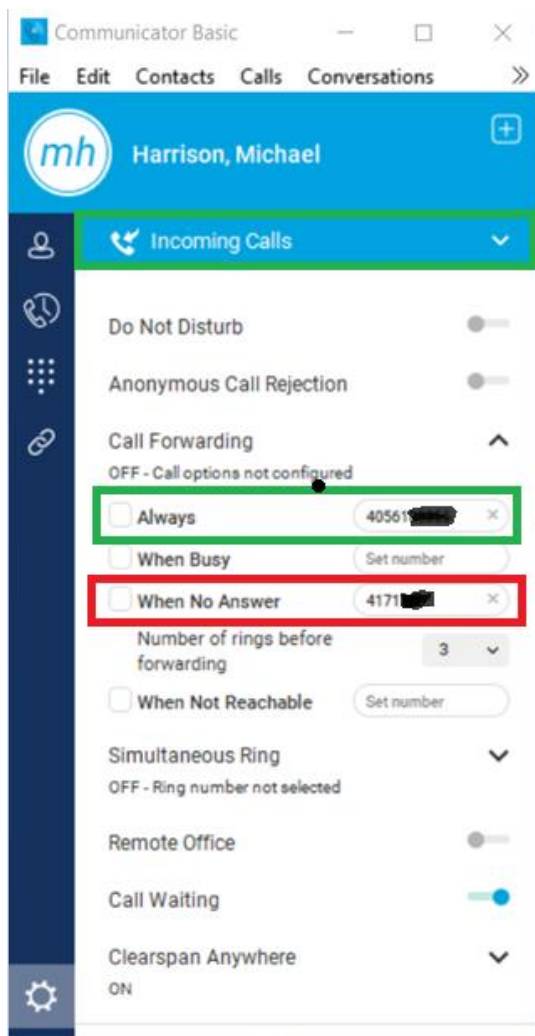 Communicator Basic
File Edit Contacts Calls Conversations
mh Harrison, Michael
Incoming Calls
Do Not Disturb
Anonymous Call Rejection
Call Forwarding
OFF - Call options not configured
Always 40561
When Busy Set number
When No Answer 4171
Number of rings before
forwarding 3
When Not Reachable Set number
Simultaneous Ring
OFF - Ring number not selected
Remote Office
Call Waiting
Clearspan Anywhere
ON